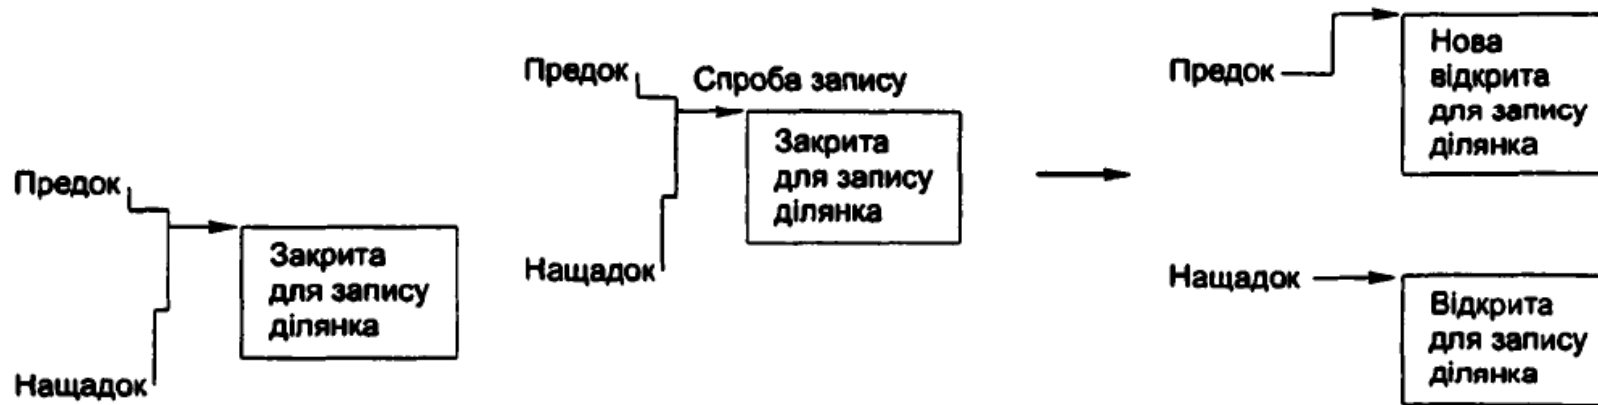 Предок
Закрита
для запису
ділянка
Нащадок
Предок
Спроба запису
Закрита
для запису
ділянка
Нащадок
Предок
Нова
відкрита
для запису
ділянка
Нащадок
Відкрита
для запису
ділянка